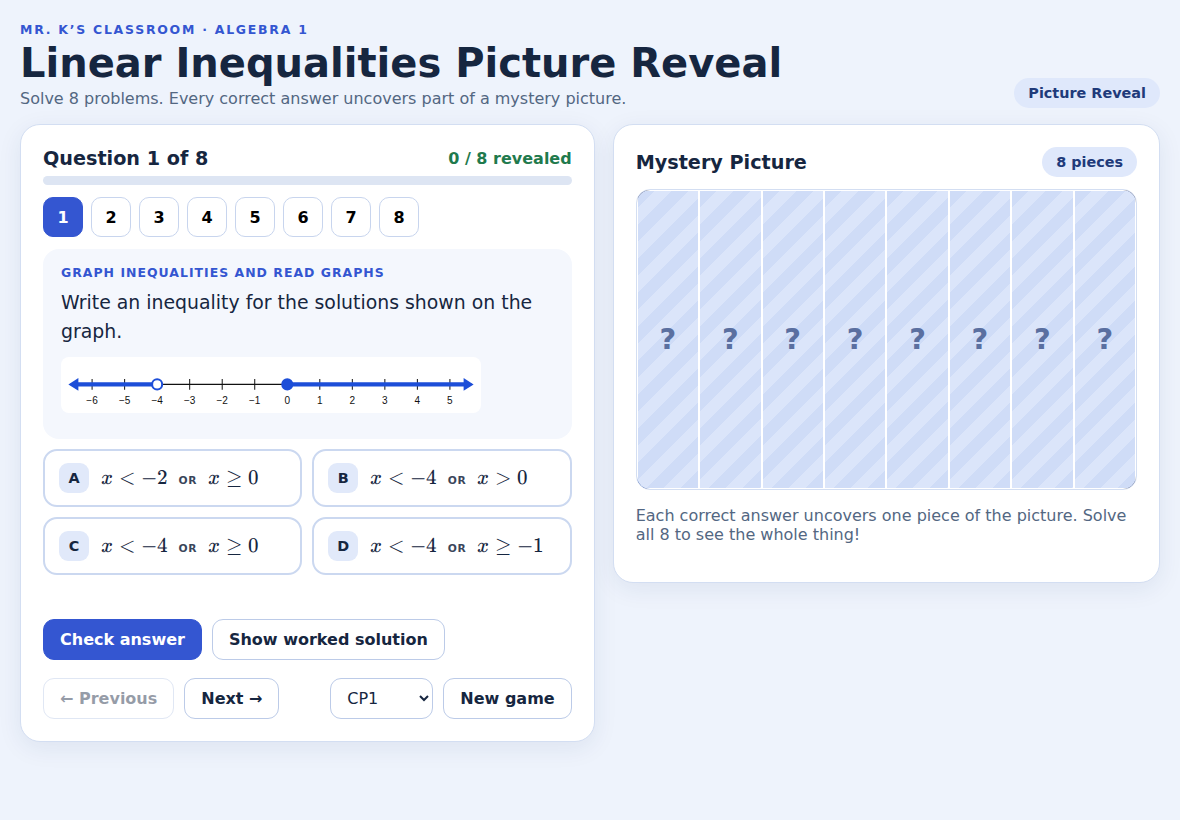 MR. K'S CLASSROOM · ALGEBRA 1
Linear Inequalities Picture Reveal
Solve 8 problems. Every correct answer uncovers part of a mystery picture.
Picture Reveal
Question 1 of 8
0 / 8 revealed
1 2 3 4 5 6 7 8
GRAPH INEQUALITIES AND READ GRAPHS
Write an inequality for the solutions shown on the
graph.
−6 −5 −4 −3 −2 −1 0 1 2 3 4 5
A x < −2 OR x ≥ 0
B x < −4 OR x > 0
C x < −4 OR x ≥ 0
D x < −4 OR x ≥ −1
Check answer
Show worked solution
← Previous
Next →
CP1
New game
Mystery Picture
8 pieces
? ? ? ? ? ? ? ?
Each correct answer uncovers one piece of the picture. Solve
all 8 to see the whole thing!